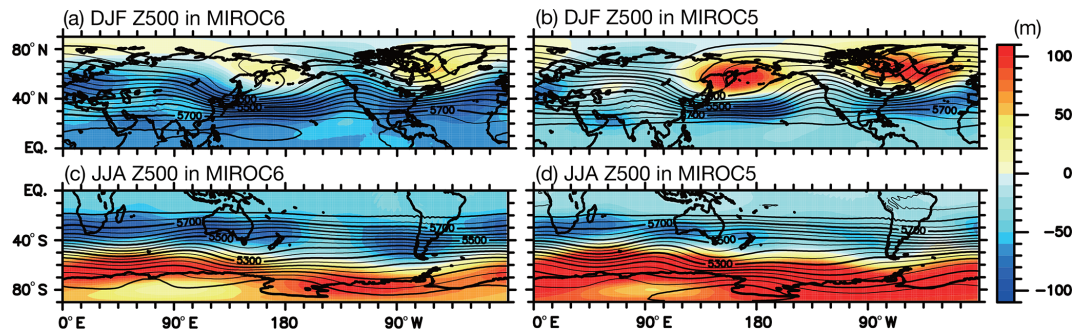 (a) DJF Z500 in MIROC6
(b) DJF Z500 in MIROC5
(m)
80° N
40° N
EQ.
5500
5700
5700
5500
5700
5700
100
50
0
−50
−100
(c) JJA Z500 in MIROC6
(d) JJA Z500 in MIROC5
EQ.
40° S
80° S
5700
5500
5300
5700
5500
5700
5500
5300
5700
0° E
90° E
180
90° W
0° E
90° E
180
90° W